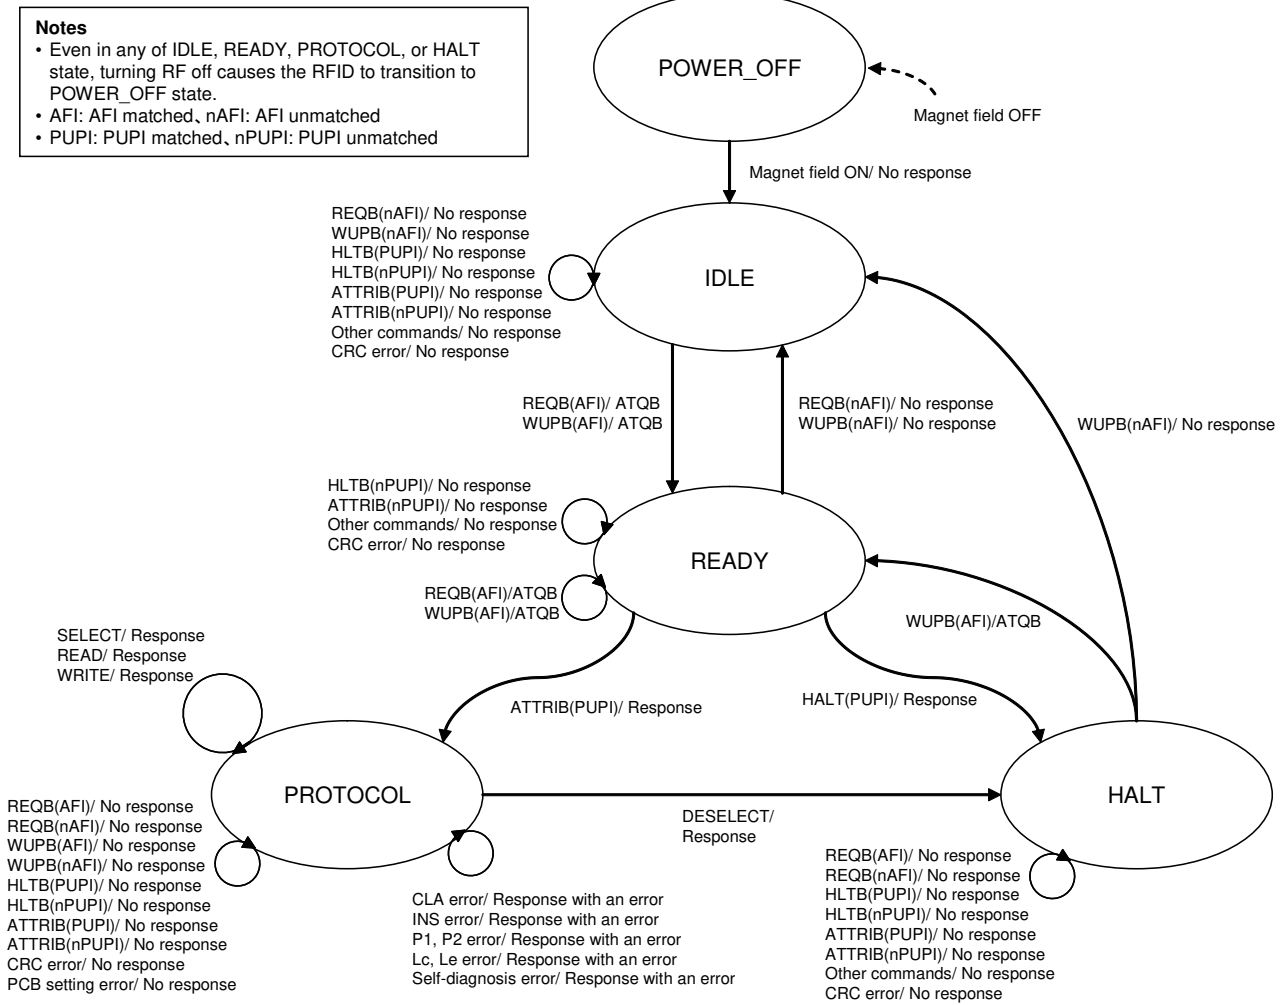 Notes
• Even in any of IDLE, READY, PROTOCOL, or HALT
state, turning RF off causes the RFID to transition to
POWER_OFF state.
• AFI: AFI matched、nAFI: AFI unmatched
• PUPI: PUPI matched、nPUPI: PUPI unmatched
POWER_OFF
Magnet field OFF
Magnet field ON/ No response
REQB(nAFI)/ No response
WUPB(nAFI)/ No response
HLTB(PUPI)/ No response
HLTB(nPUPI)/ No response
ATTRIB(PUPI)/ No response
ATTRIB(nPUPI)/ No response
Other commands/ No response
CRC error/ No response
IDLE
REQB(AFI)/ ATQB
WUPB(AFI)/ ATQB
REQB(nAFI)/ No response
WUPB(nAFI)/ No response
WUPB(nAFI)/ No response
HLTB(nPUPI)/ No response
ATTRIB(nPUPI)/ No response
Other commands/ No response
CRC error/ No response
READY
REQB(AFI)/ATQB
WUPB(AFI)/ATQB
WUPB(AFI)/ATQB
SELECT/ Response
READ/ Response
WRITE/ Response
ATTRIB(PUPI)/ Response
HALT(PUPI)/ Response
PROTOCOL
HALT
DESELECT/
Response
REQB(AFI)/ No response
REQB(nAFI)/ No response
WUPB(AFI)/ No response
WUPB(nAFI)/ No response
HLTB(PUPI)/ No response
HLTB(nPUPI)/ No response
ATTRIB(PUPI)/ No response
ATTRIB(nPUPI)/ No response
CRC error/ No response
PCB setting error/ No response
CLA error/ Response with an error
INS error/ Response with an error
P1, P2 error/ Response with an error
Lc, Le error/ Response with an error
Self-diagnosis error/ Response with an error
REQB(AFI)/ No response
REQB(nAFI)/ No response
HLTB(PUPI)/ No response
HLTB(nPUPI)/ No response
ATTRIB(PUPI)/ No response
ATTRIB(nPUPI)/ No response
Other commands/ No response
CRC error/ No response